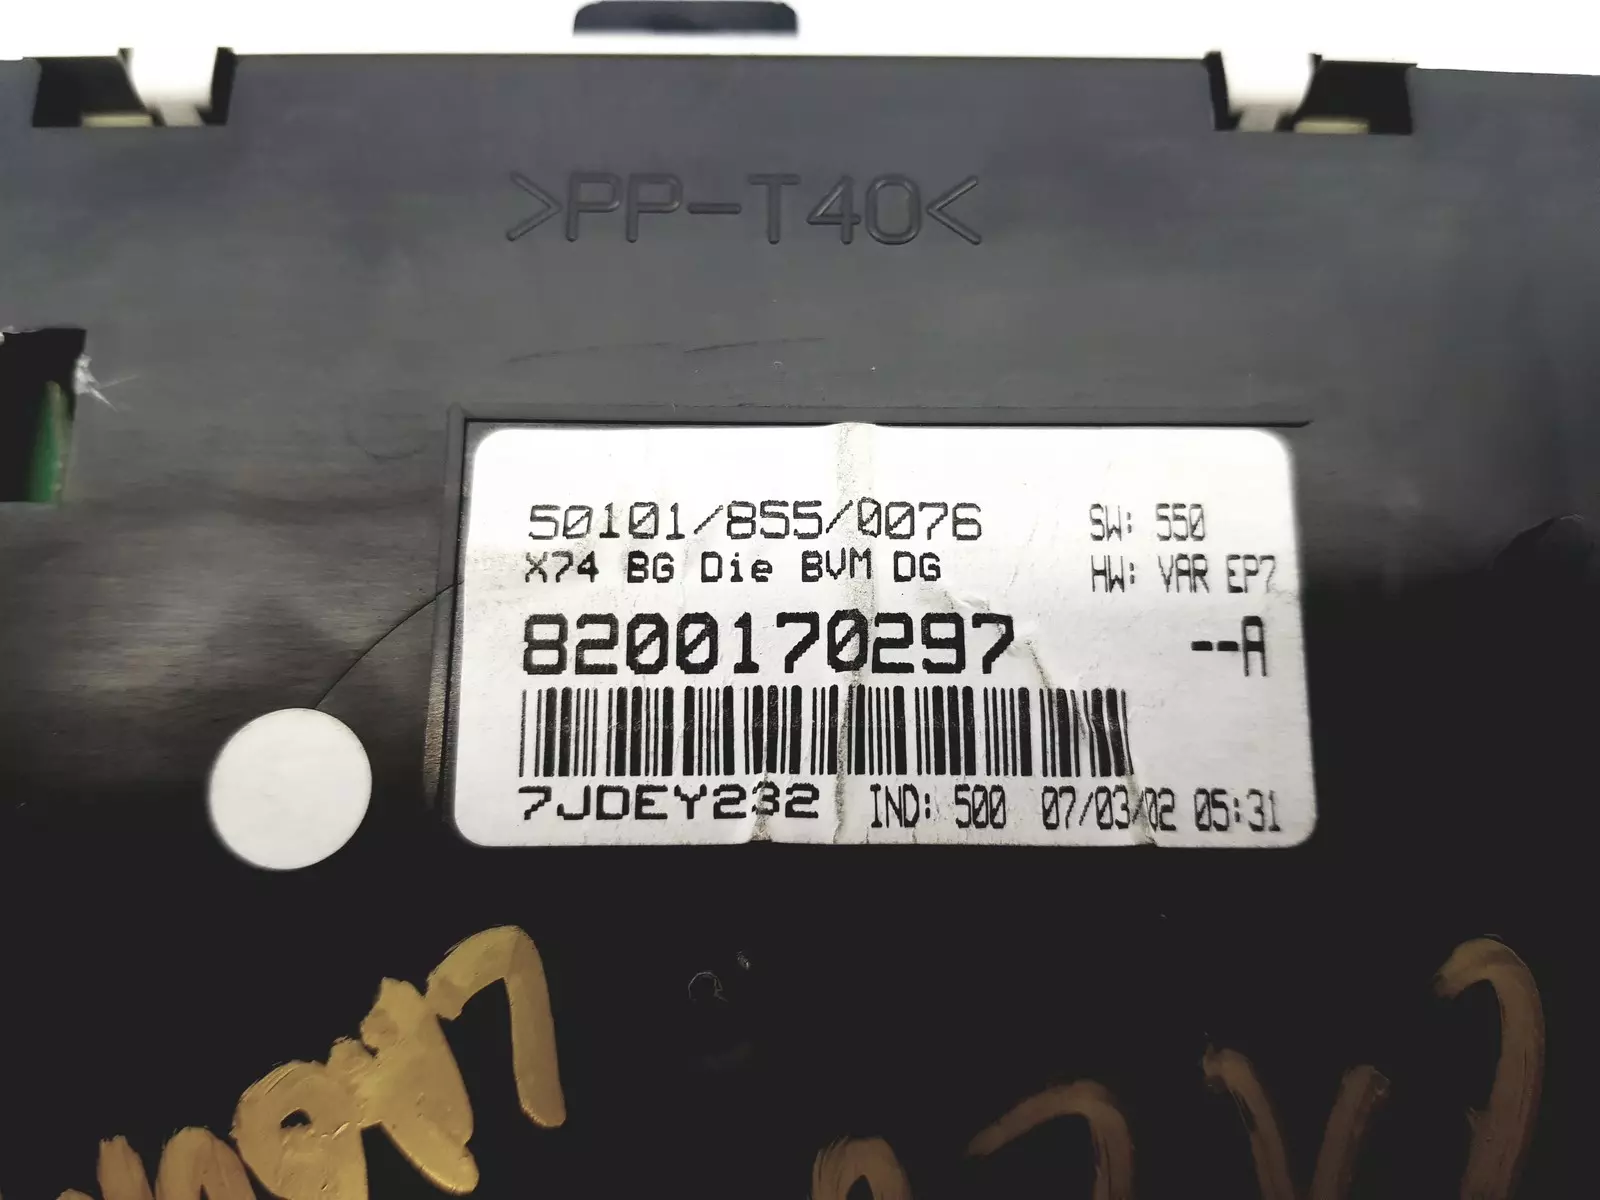 >PP-T40<
50101/855/0076 SW: 550
X74 BG Die BVM DG HW: VAR EP7
8200170297 --A
7JDEY232 IND: 500 07/03/02 05:31